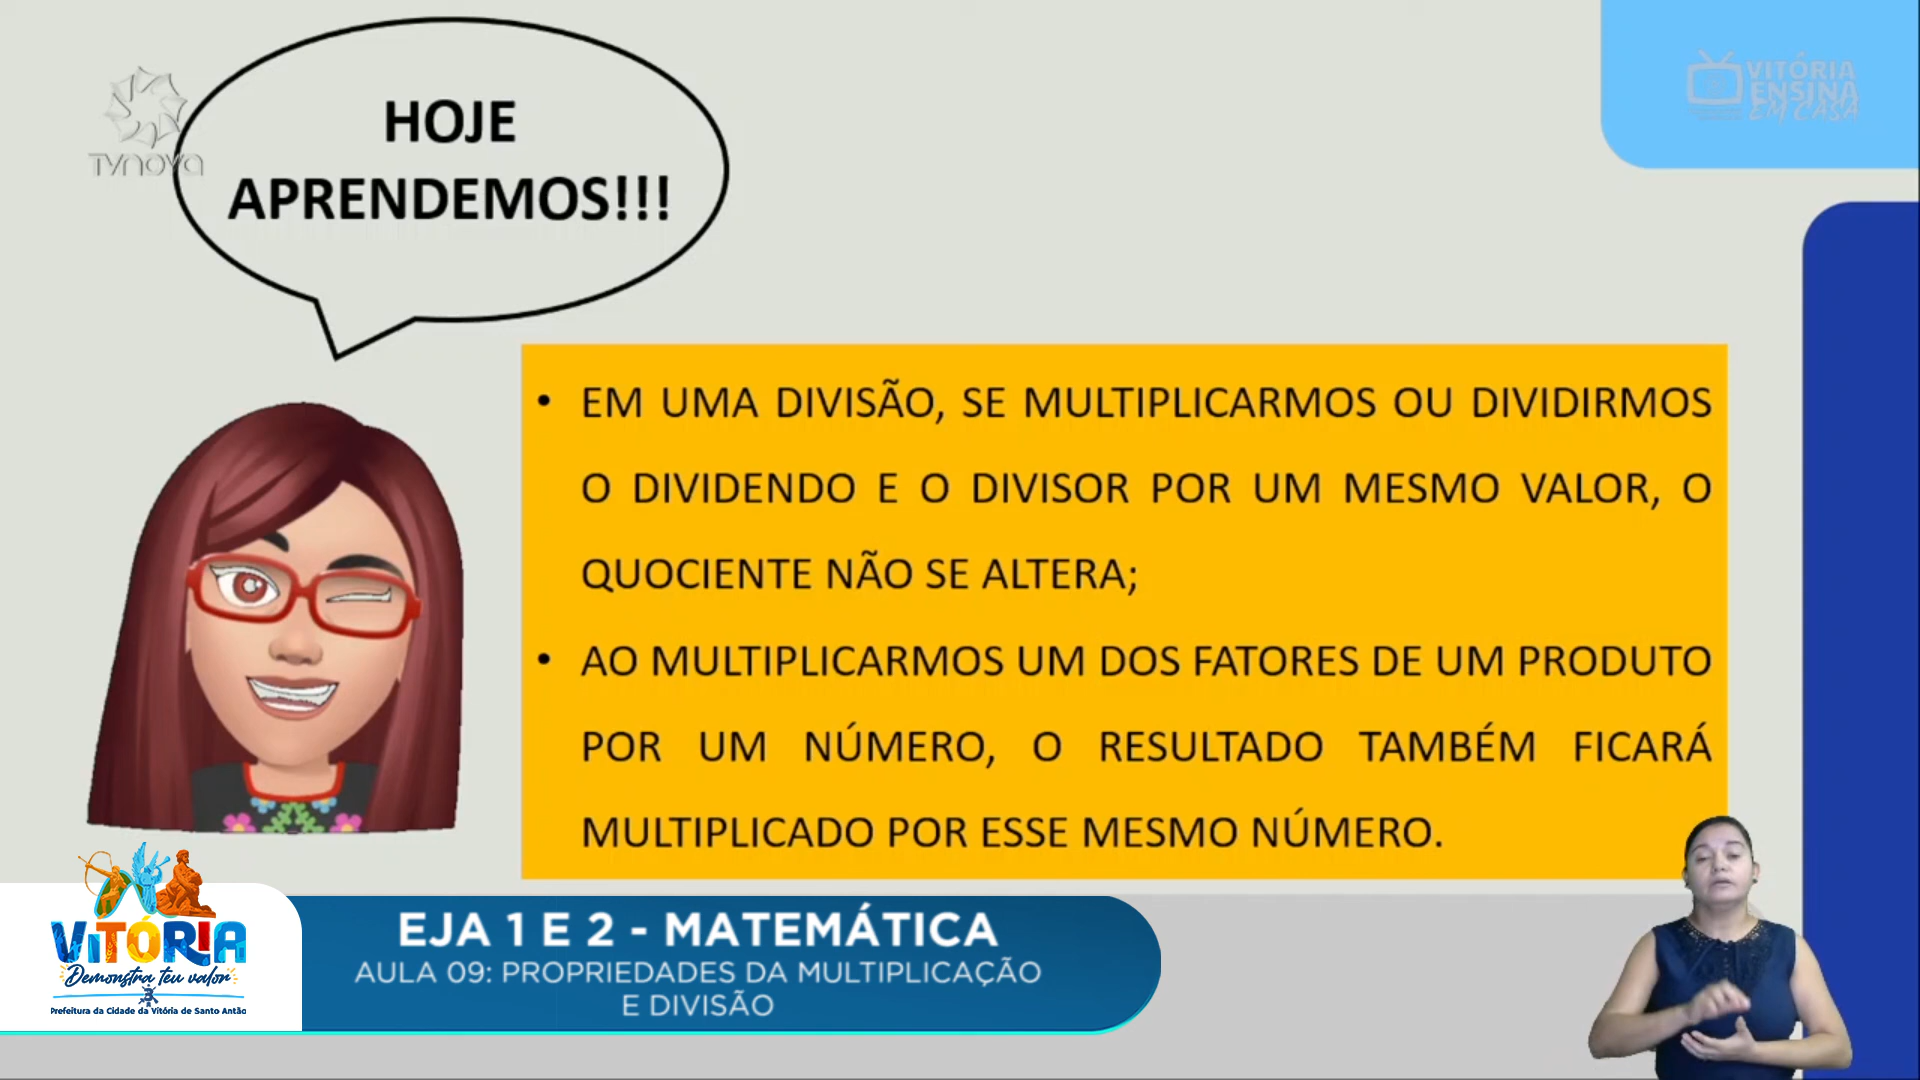 HOJE
APRENDEMOS!!!
TVNOVA
VITÓRIA
ENSINA
EM CASA
• EM UMA DIVISÃO, SE MULTIPLICARMOS OU DIVIDIRMOS
O DIVIDENDO E O DIVISOR POR UM MESMO VALOR, O
QUOCIENTE NÃO SE ALTERA;
• AO MULTIPLICARMOS UM DOS FATORES DE UM PRODUTO
POR UM NÚMERO, O RESULTADO TAMBÉM FICARÁ
MULTIPLICADO POR ESSE MESMO NÚMERO.
VITÓRIA
Demonstra teu valor
Prefeitura da Cidade da Vitória de Santo Antão
EJA 1 E 2 - MATEMÁTICA
AULA 09: PROPRIEDADES DA MULTIPLICAÇÃO
E DIVISÃO